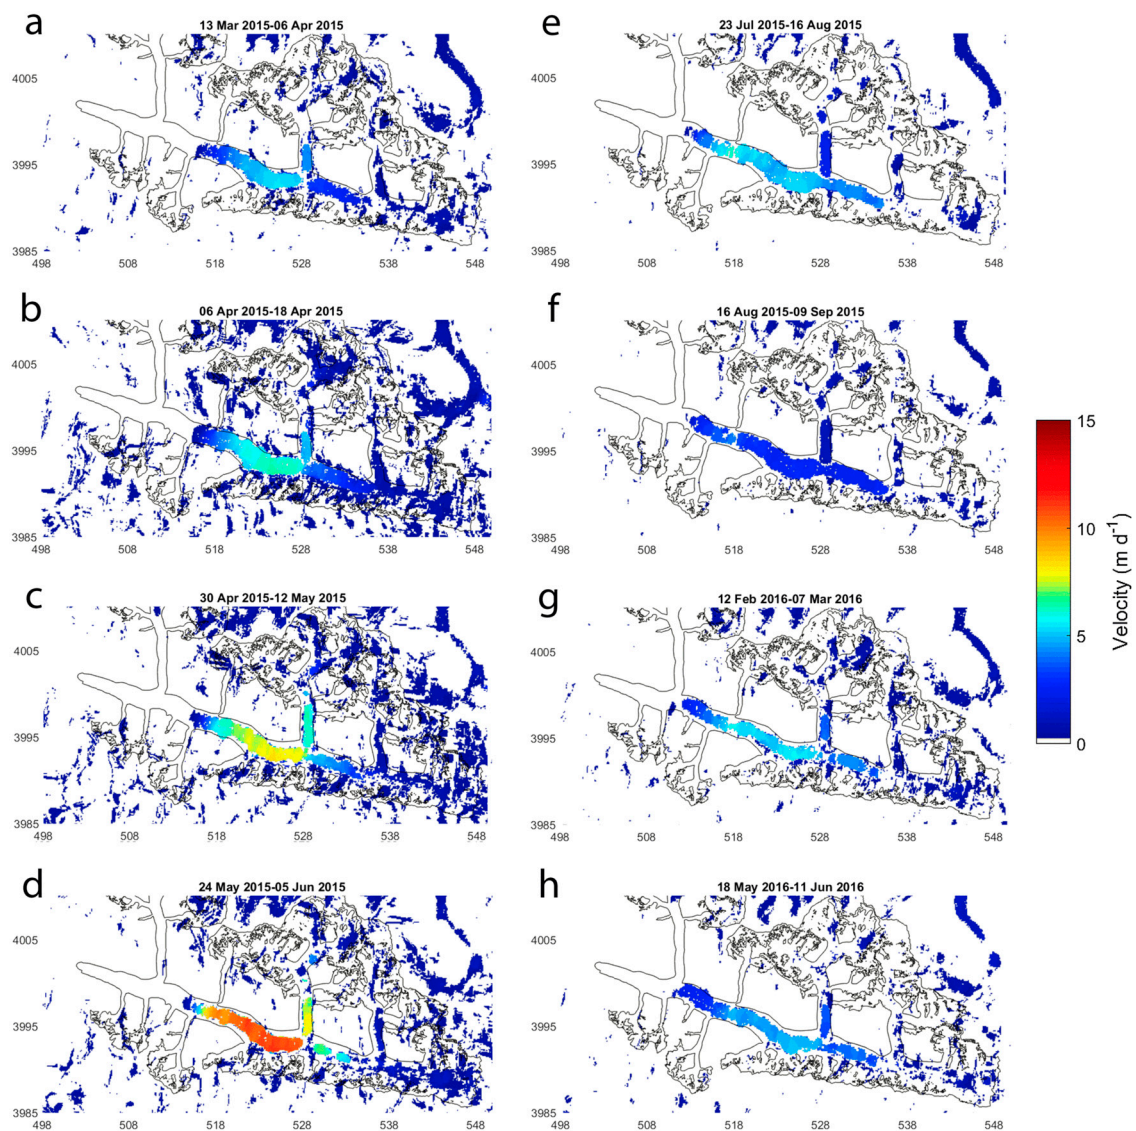 a
13 Mar 2015-06 Apr 2015
4005
3995
3985
498 508 518 528 538 548
b
06 Apr 2015-18 Apr 2015
4005
3995
3985
498 508 518 528 538 548
c
30 Apr 2015-12 May 2015
4005
3995
3985
498 508 518 528 538 548
d
24 May 2015-05 Jun 2015
4005
3995
3985
498 508 518 528 538 548
e
23 Jul 2015-16 Aug 2015
4005
3995
3985
498 508 518 528 538 548
f
16 Aug 2015-09 Sep 2015
4005
3995
3985
498 508 518 528 538 548
g
12 Feb 2016-07 Mar 2016
4005
3995
3985
498 508 518 528 538 548
h
18 May 2016-11 Jun 2016
4005
3995
3985
498 508 518 528 538 548
15
10
5
0
Velocity (m d⁻¹)